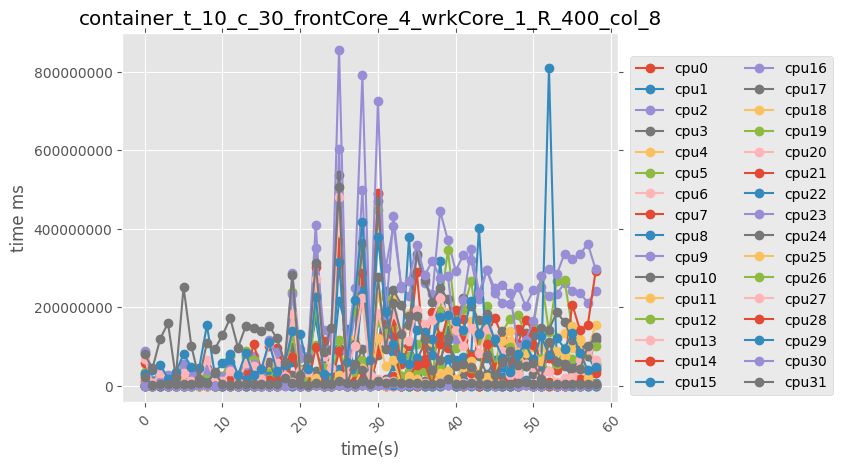 container_t_10_c_30_frontCore_4_wrkCore_1_R_400_col_8
time ms
800000000
600000000
400000000
200000000
0
0
10
20
30
40
50
60
time(s)
cpu0
cpu1
cpu2
cpu3
cpu4
cpu5
cpu6
cpu7
cpu8
cpu9
cpu10
cpu11
cpu12
cpu13
cpu14
cpu15
cpu16
cpu17
cpu18
cpu19
cpu20
cpu21
cpu22
cpu23
cpu24
cpu25
cpu26
cpu27
cpu28
cpu29
cpu30
cpu31